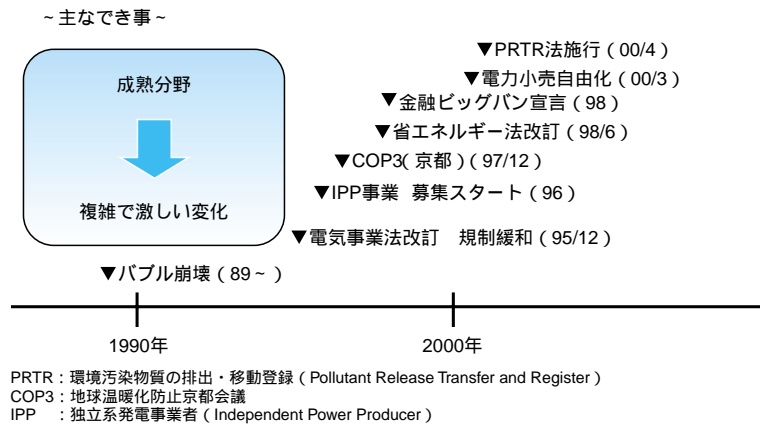 ~主なでき事~
成熟分野
複雑で激しい変化
▼PRTR法施行（00/4）
▼電力小売自由化（00/3）
▼金融ビッグバン宣言（98）
▼省エネルギー法改訂（98/6）
▼COP3(京都)（97/12）
▼IPP事業 募集スタート（96）
▼電気事業法改訂　規制緩和（95/12）
▼バブル崩壊（89~）
1990年
2000年
PRTR：環境汚染物質の排出・移動登録（Pollutant Release Transfer and Register）
COP3：地球温暖化防止京都会議
IPP　：独立系発電事業者（Independent Power Producer）